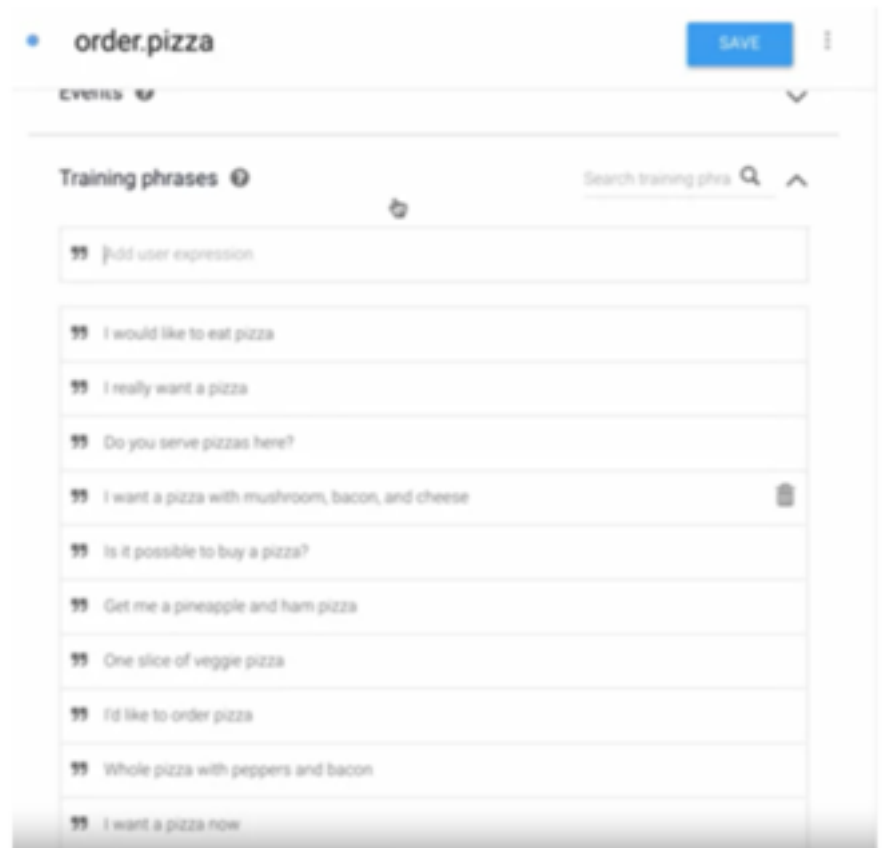 order.pizza
SAVE
Events
Training phrases
Search training phra
Add user expression
I would like to eat pizza
I really want a pizza
Do you serve pizzas here?
I want a pizza with mushroom, bacon, and cheese
Is it possible to buy a pizza?
Get me a pineapple and ham pizza
One slice of veggie pizza
I'd like to order pizza
Whole pizza with peppers and bacon
I want a pizza now